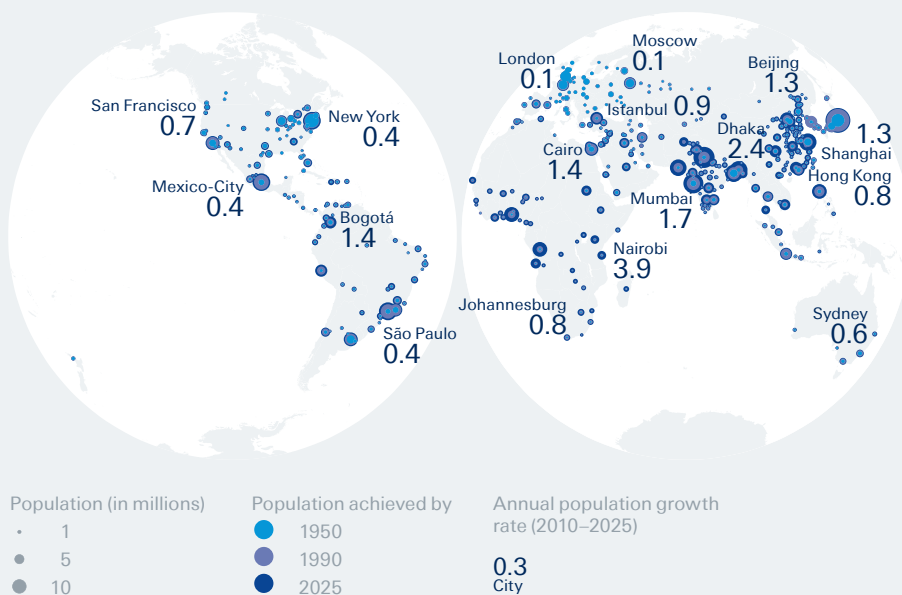 San Francisco
0.7
New York
0.4
Mexico-City
0.4
Bogotá
1.4
São Paulo
0.4
London
0.1
Moscow
0.1
Istanbul 0.9
Beijing
1.3
Dhaka
2.4
1.3
Shanghai
Cairo
1.4
Hong Kong
0.8
Mumbai
1.7
Nairobi
3.9
Johannesburg
0.8
Sydney
0.6
Population (in millions)
1
5
10
Population achieved by
1950
1990
2025
Annual population growth
rate (2010–2025)
0.3
City